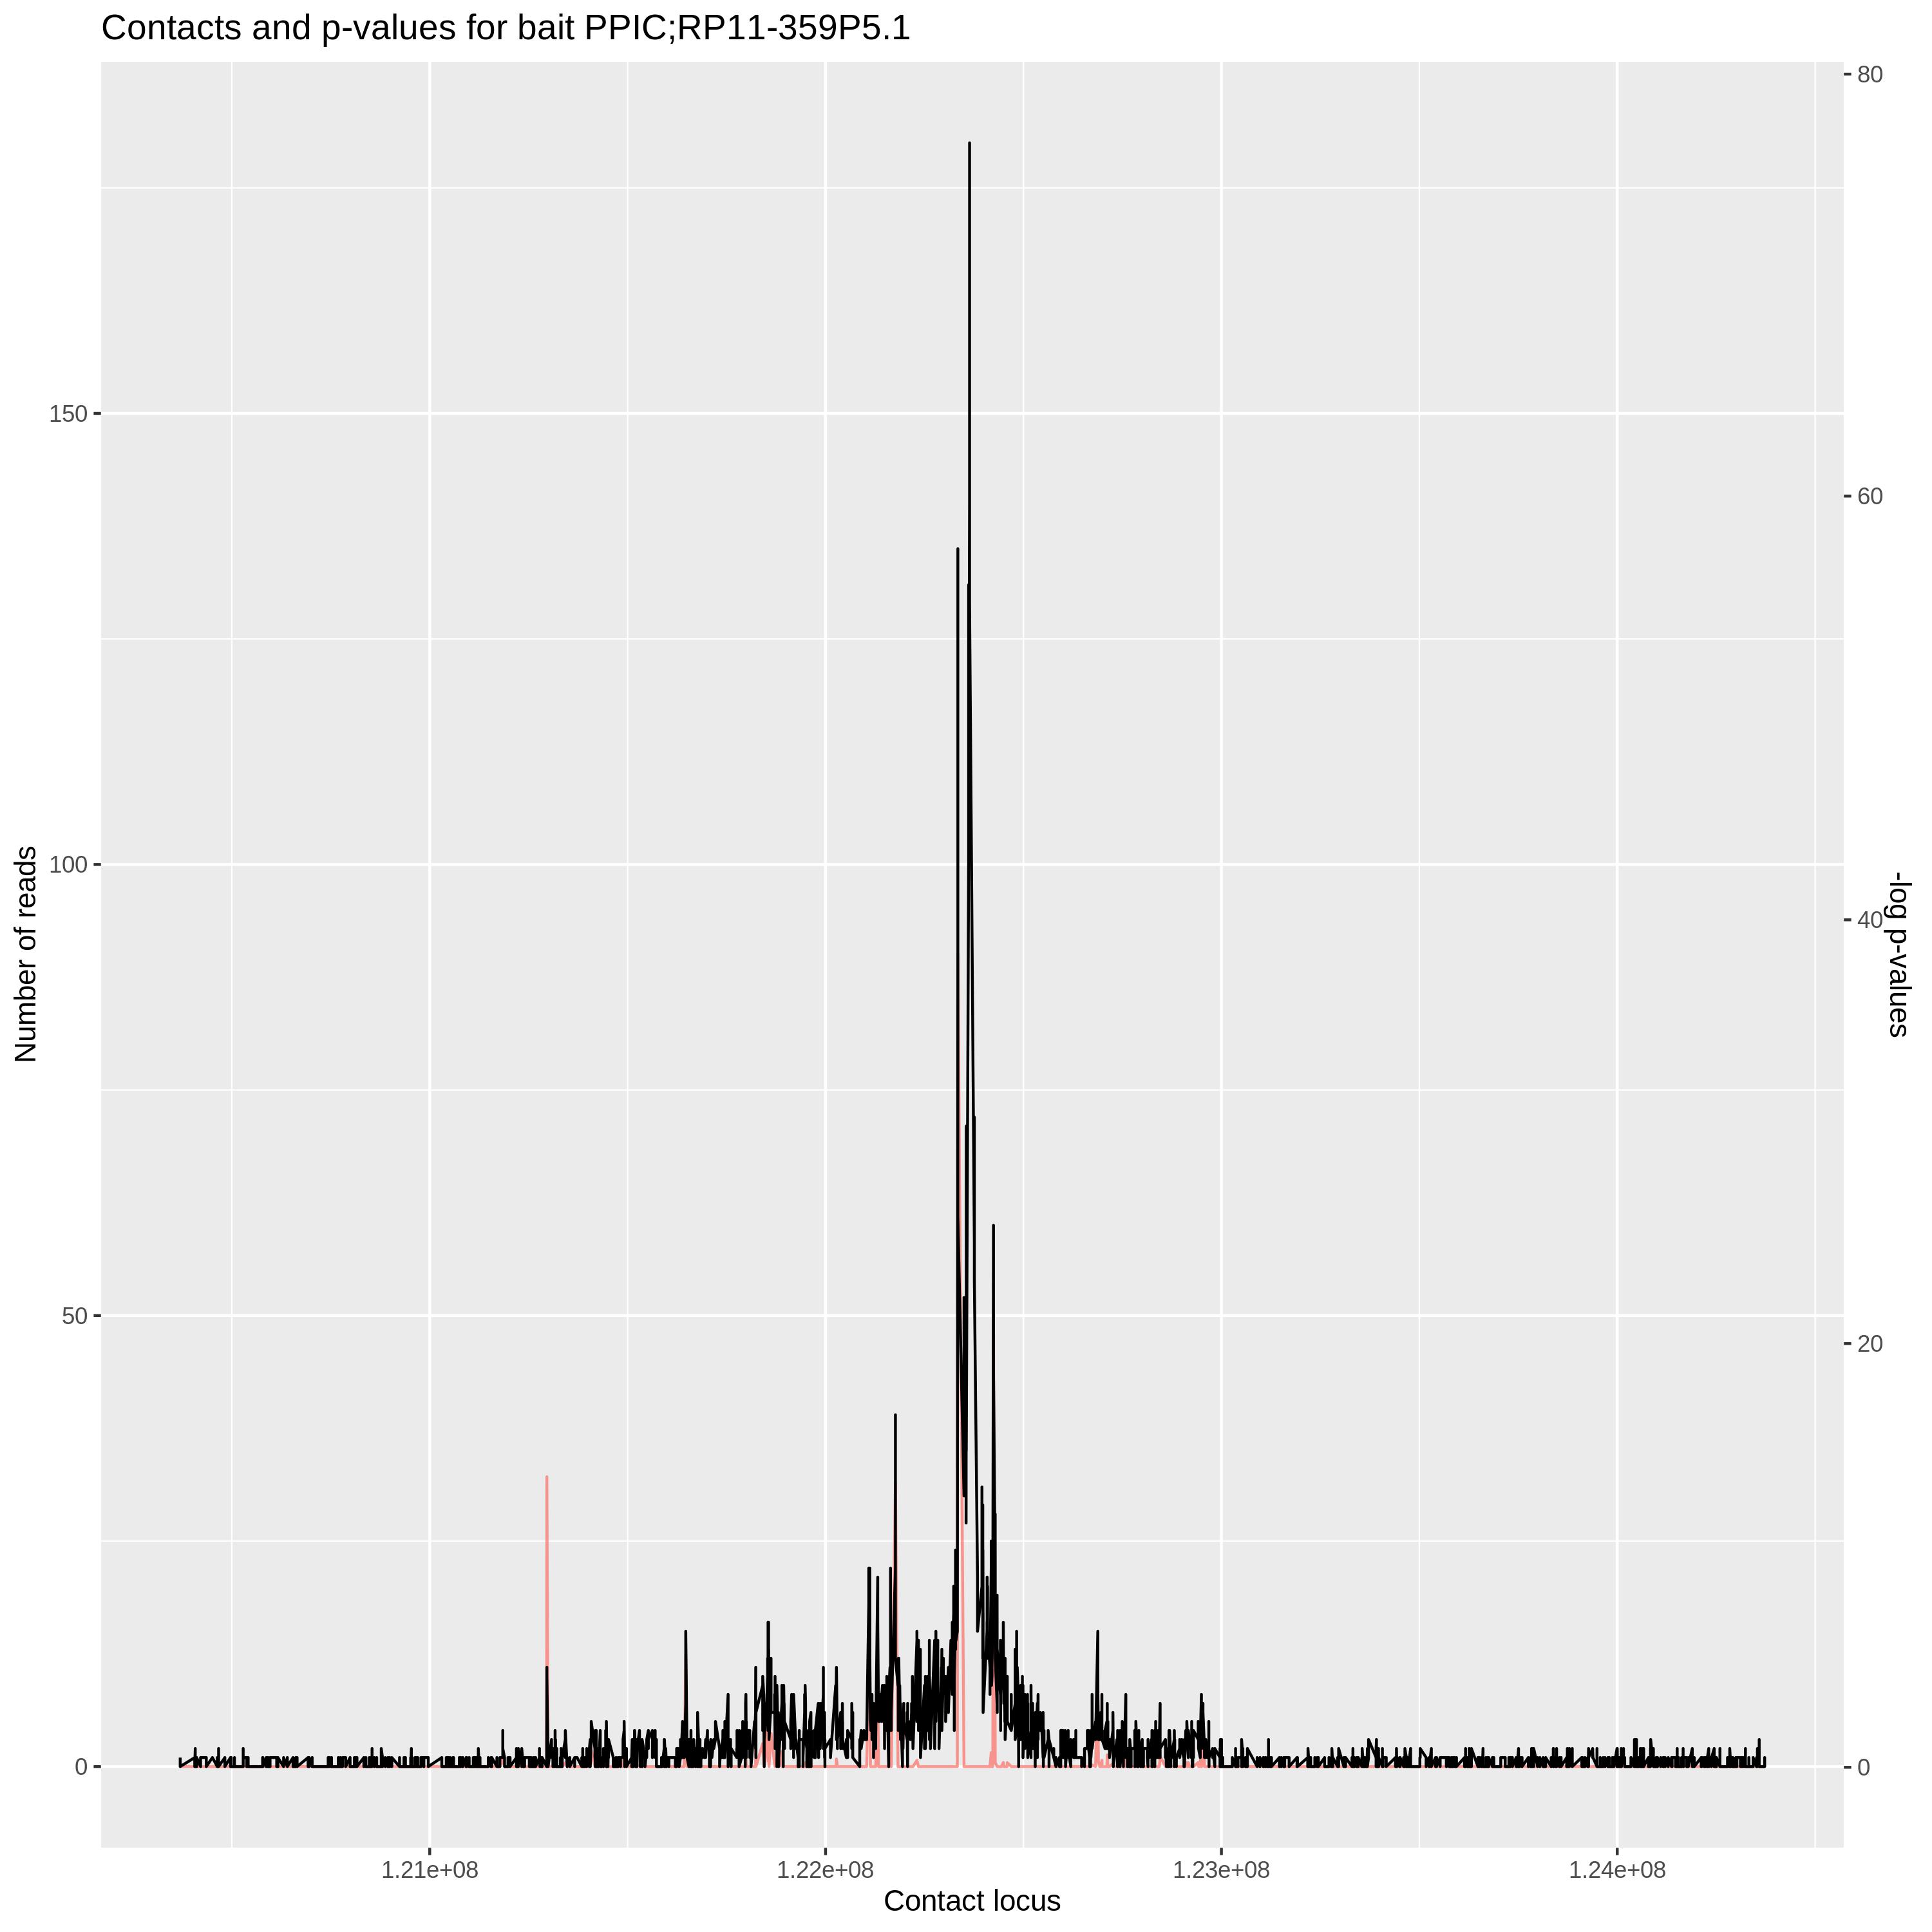 Contacts and p-values for bait PPIC;RP11-359P5.1
80
150
60
100
40
50
20
0
0
Number of reads
-log p-values
1.21e+08 1.22e+08 1.23e+08 1.24e+08
Contact locus